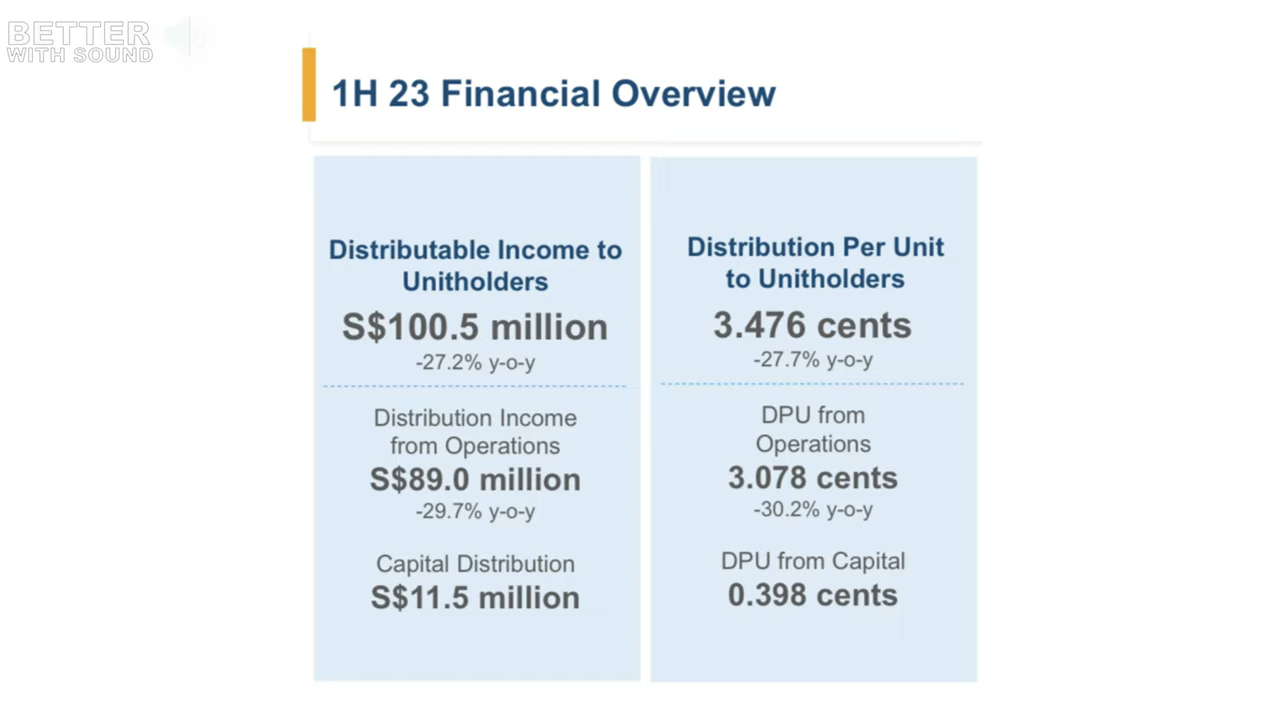 BETTER
WITH SOUND
1H 23 Financial Overview
Distributable Income to
Unitholders
S$100.5 million
-27.2% y-o-y
Distribution Income
from Operations
S$89.0 million
-29.7% y-o-y
Capital Distribution
S$11.5 million
Distribution Per Unit
to Unitholders
3.476 cents
-27.7% y-o-y
DPU from
Operations
3.078 cents
-30.2% y-o-y
DPU from Capital
0.398 cents